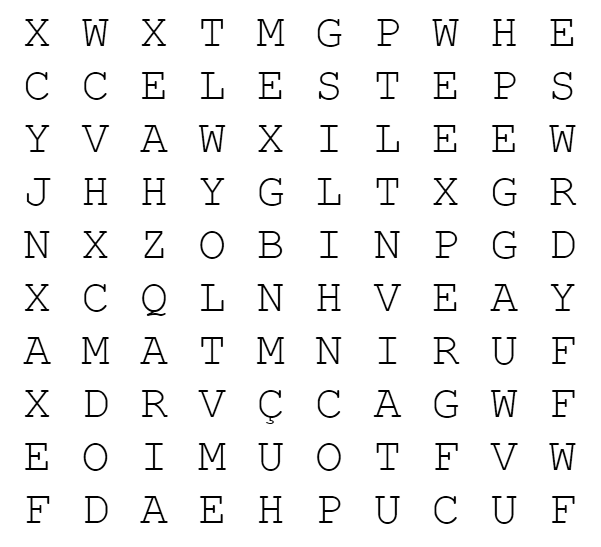 X W X T M G P W H E
C C E L E S T E P S
Y V A W X I L E E W
J H H Y G L T X G R
N X Z O B I N P G D
X C Q L N H V E A Y
A M A T M N I R U F
X D R V Ç C A G W F
E O I M U O T F V W
F D A E H P U C U F